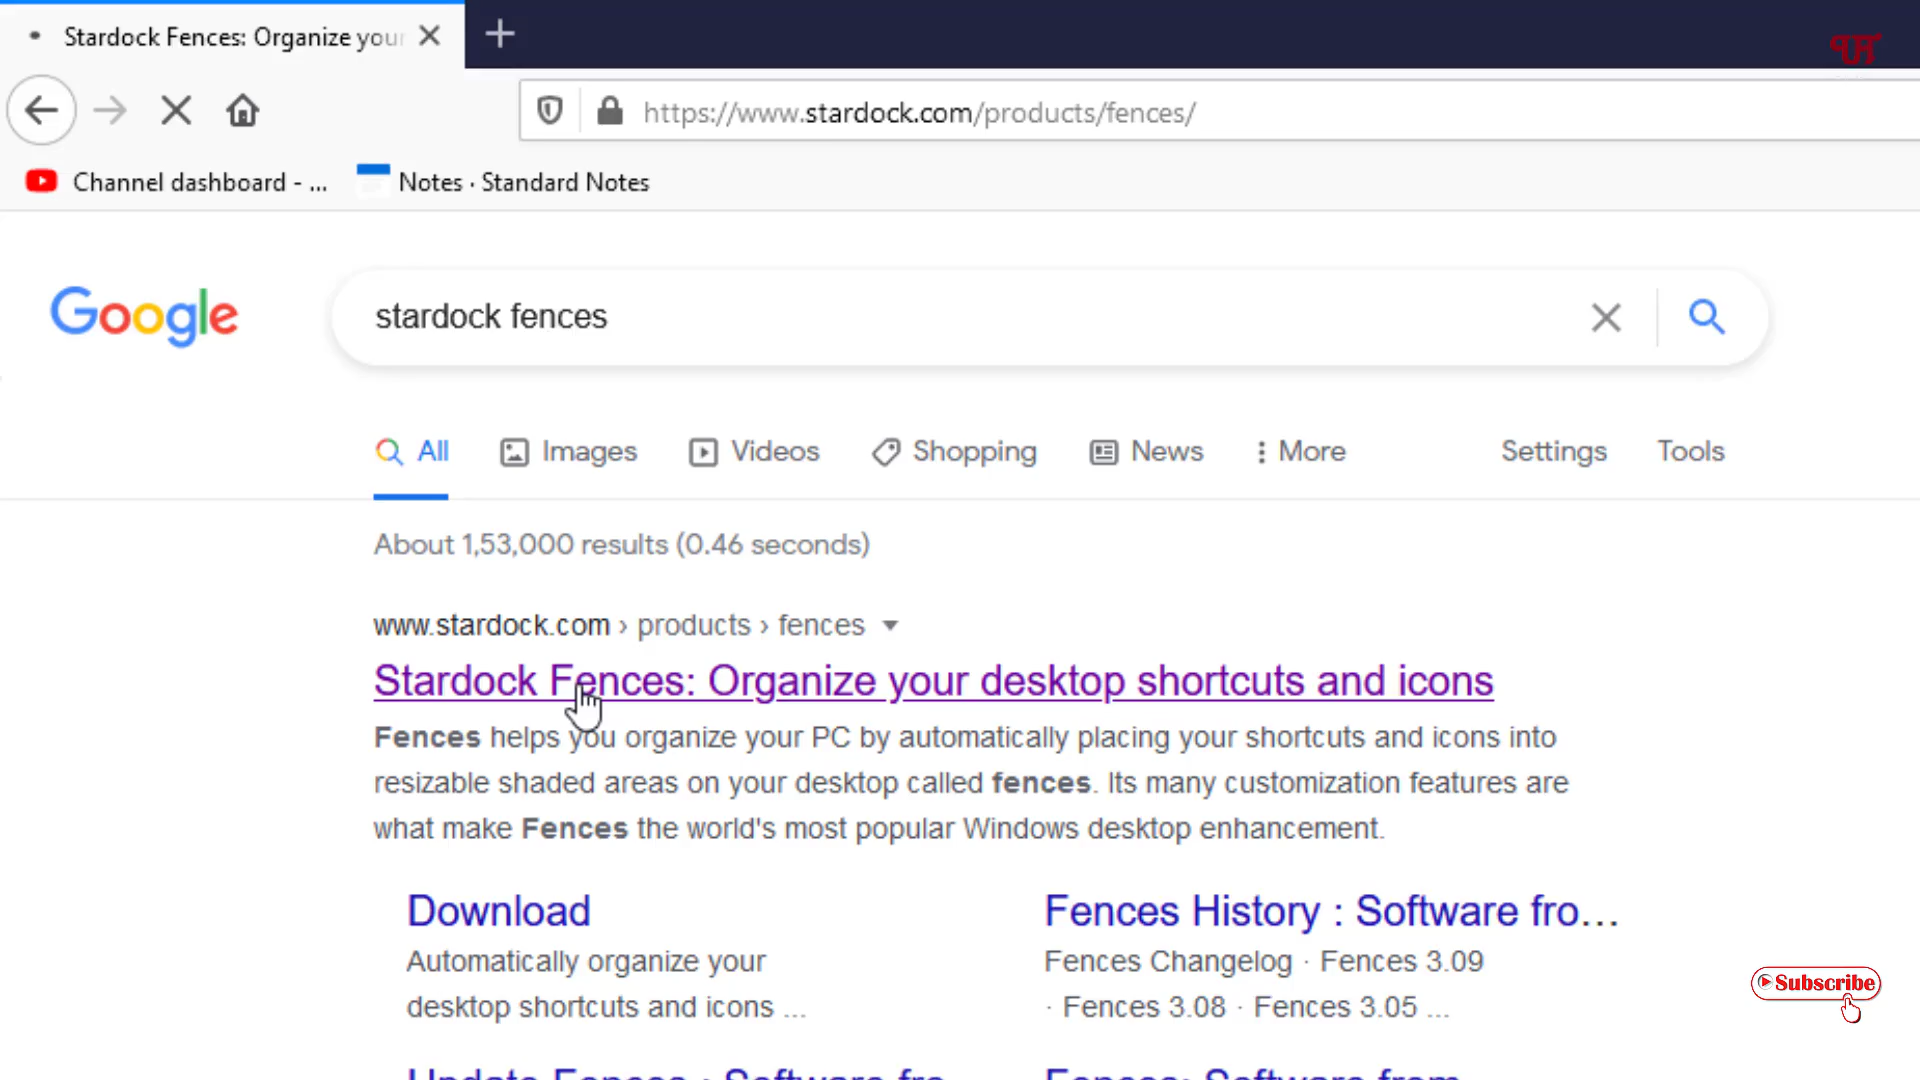 Stardock Fences: Organize your
https://www.stardock.com/products/fences/
Channel dashboard - ...
Notes · Standard Notes
Google
stardock fences
All
Images
Videos
Shopping
News
More
Settings
Tools
About 1,53,000 results (0.46 seconds)
www.stardock.com › products › fences
Stardock Fences: Organize your desktop shortcuts and icons
Fences helps you organize your PC by automatically placing your shortcuts and icons into
resizable shaded areas on your desktop called fences. Its many customization features are
what make Fences the world's most popular Windows desktop enhancement.
Download
Automatically organize your
desktop shortcuts and icons ...
Fences History : Software fro...
Fences Changelog · Fences 3.09
· Fences 3.08 · Fences 3.05 ...
Subscribe
Update Fences : Software fro
Fences: Software from